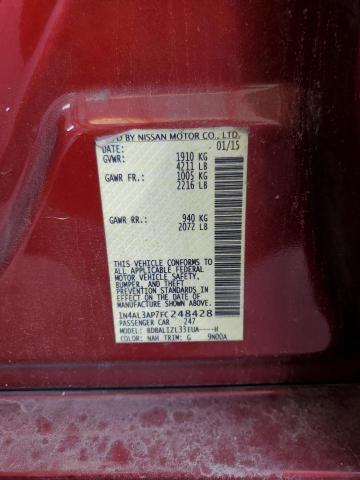 D BY NISSAN MOTOR CO., LTD.
DATE: 01/15
GVWR: 1910 KG
4211 LB
GAWR FR: 1005 KG
2216 LB
GAWR RR: 940 KG
2072 LB
THIS VEHICLE CONFORMS TO
ALL APPLICABLE FEDERAL
MOTOR VEHICLE SAFETY,
BUMPER, AND THEFT
PREVENTION STANDARDS IN
EFFECT ON THE DATE OF
MANUFACTURE SHOWN ABOVE.
1N4AL3AP7FC248428
PASSENGER CAR 247
MODEL: BDBALIZL33EUA----H
COLOR: NAH TRIM: G 9N00A